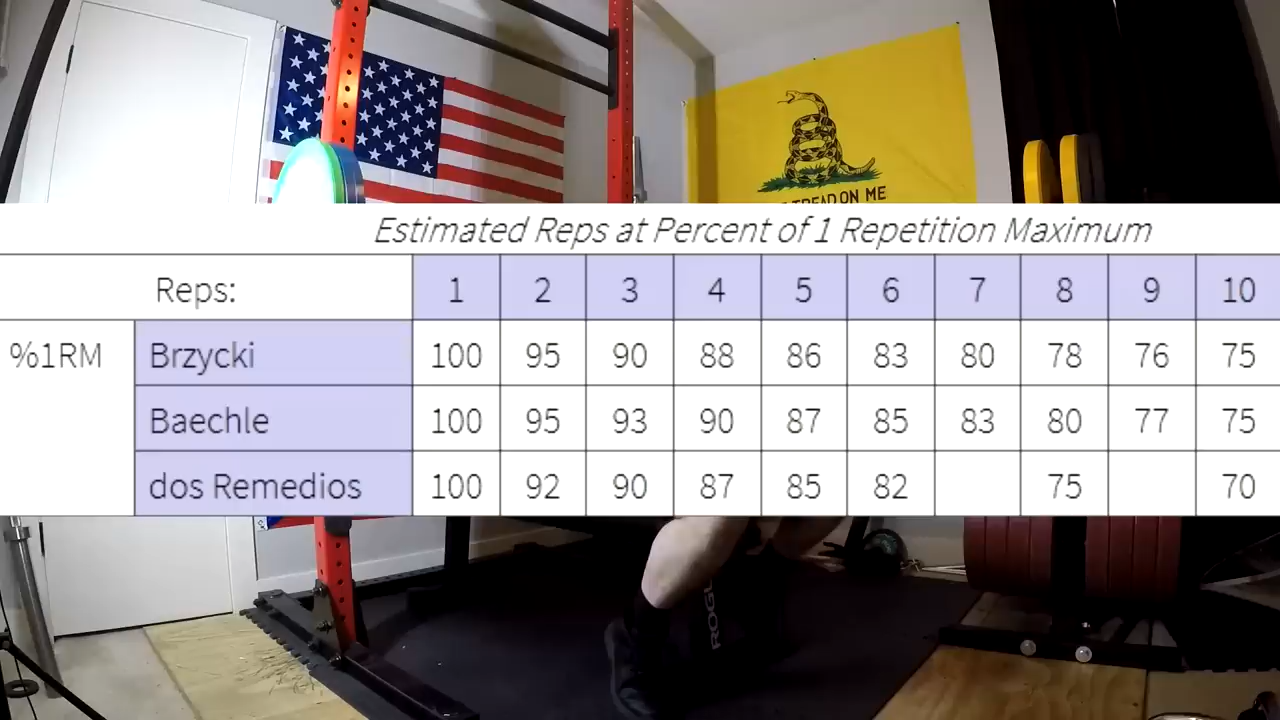 TREAD ON ME
Estimated Reps at Percent of 1 Repetition Maximum
Reps: 1 2 3 4 5 6 7 8 9 10
%1RM Brzycki 100 95 90 88 86 83 80 78 76 75
Baechle 100 95 93 90 87 85 83 80 77 75
dos Remedios 100 92 90 87 85 82 75 70
ROGU